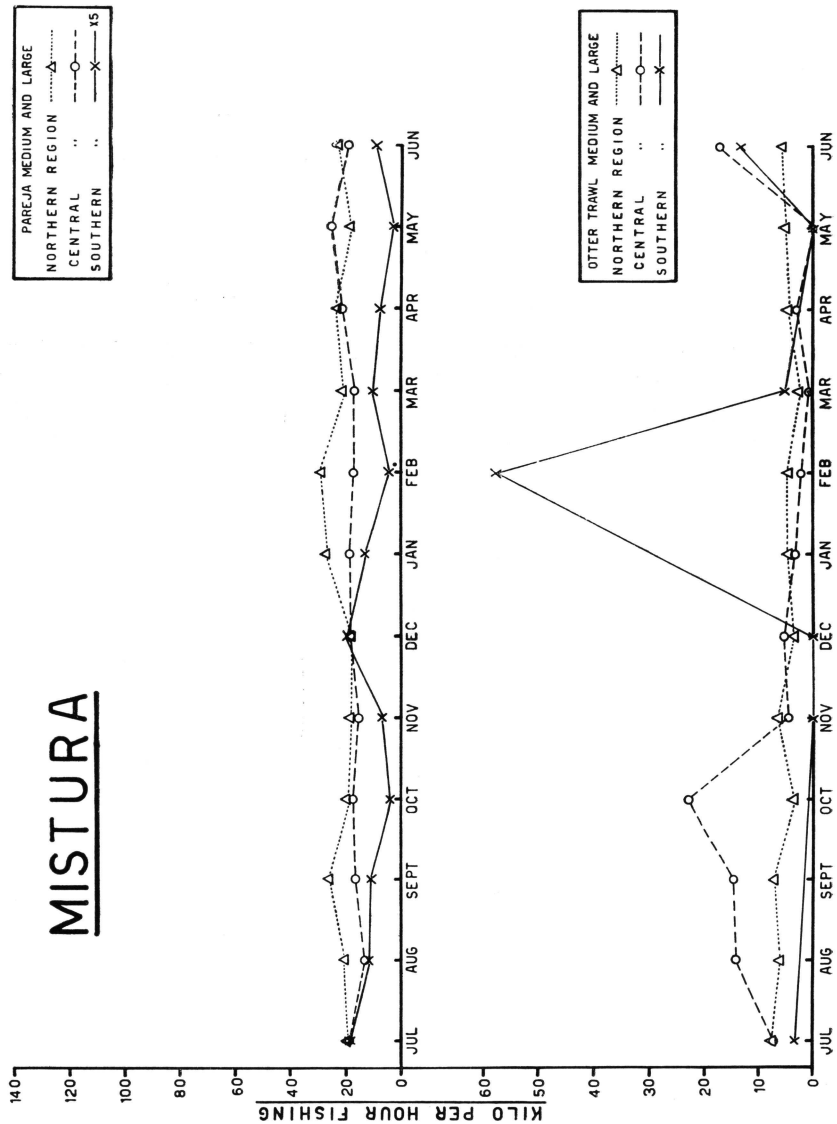 MISTURA
PAREJA MEDIUM AND LARGE
NORTHERN REGION
CENTRAL "
SOUTHERN " X5
140
120
100
80
60
40
20
0
JUL AUG SEPT OCT NOV DEC JAN FEB MAR APR MAY JUN
KILO PER HOUR FISHING
OTTER TRAWL MEDIUM AND LARGE
NORTHERN REGION
CENTRAL "
SOUTHERN "
60
50
40
30
20
10
0
JUL AUG SEPT OCT NOV DEC JAN FEB MAR APR MAY JUN